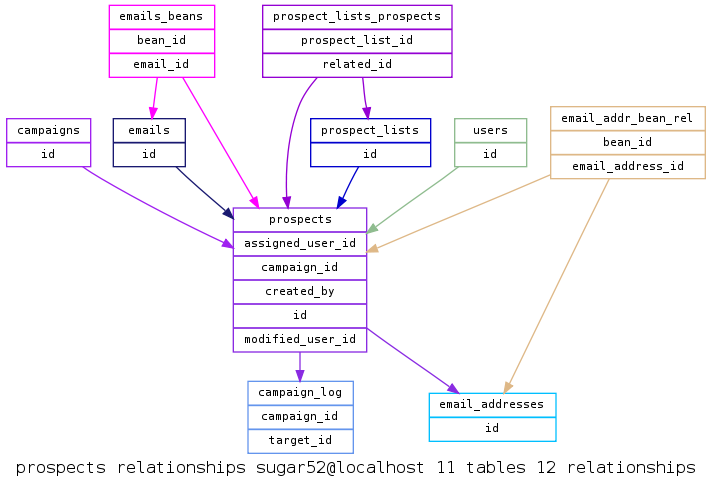 emails_beans
bean_id
email_id
prospect_lists_prospects
prospect_list_id
related_id
campaigns
id
emails
id
prospect_lists
id
users
id
email_addr_bean_rel
bean_id
email_address_id
prospects
assigned_user_id
campaign_id
created_by
id
modified_user_id
campaign_log
campaign_id
target_id
email_addresses
id
prospects relationships sugar52@localhost 11 tables 12 relationships